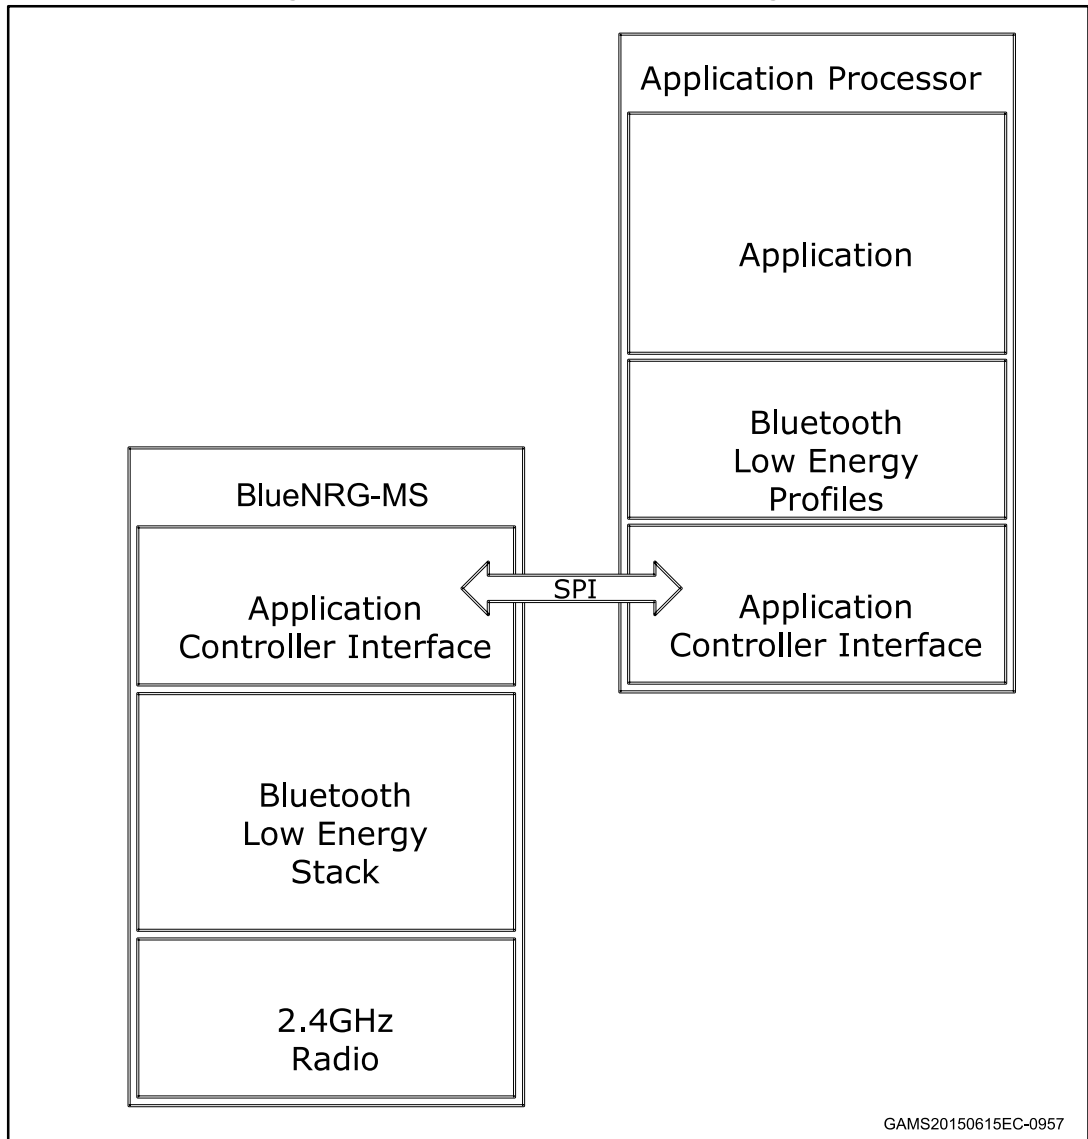 Application Processor
Application
Bluetooth
Low Energy
Profiles
Application
Controller Interface
SPI
BlueNRG-MS
Application
Controller Interface
Bluetooth
Low Energy
Stack
2.4GHz
Radio
GAMS20150615EC-0957